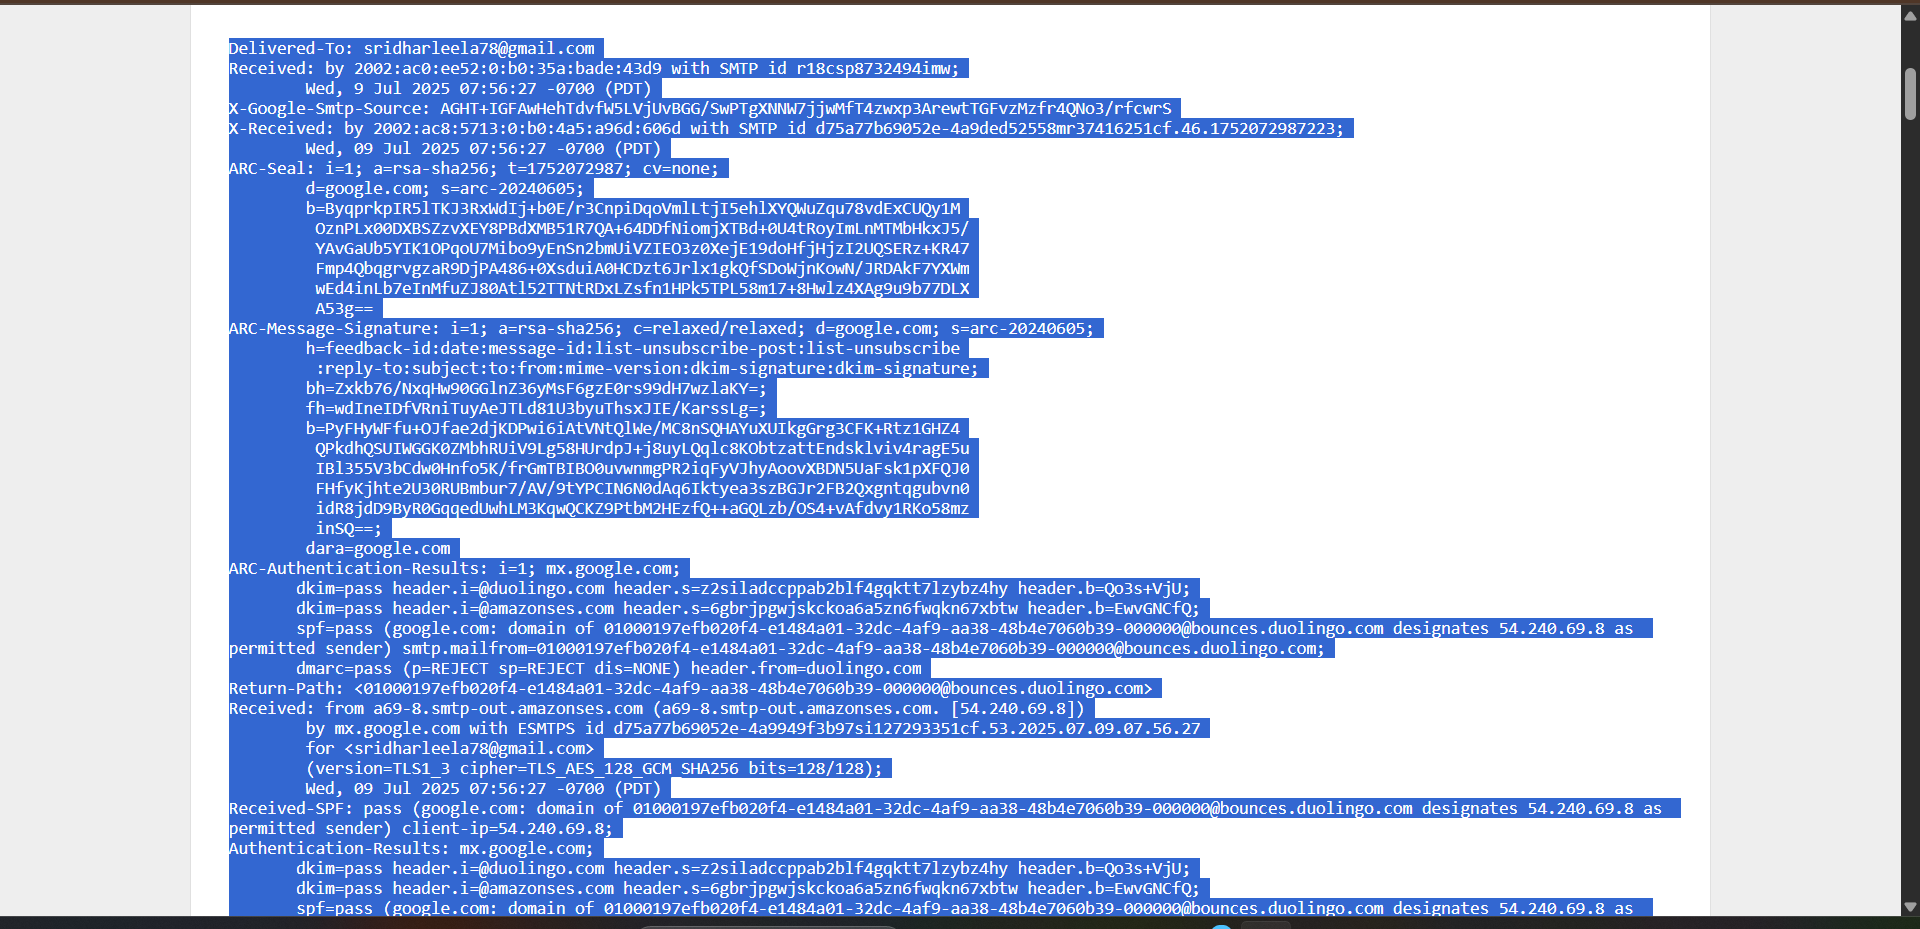 Delivered-To: sridharleela78@gmail.com
Received: by 2002:ac0:ee52:0:b0:35a:bade:43d9 with SMTP id r18csp8732494imw;
Wed, 9 Jul 2025 07:56:27 -0700 (PDT)
X-Google-Smtp-Source: AGHT+IGFAwHehTdvfW5LVjUvBGG/SwPTgXNNW7jjwMfT4zwxp3ArewtTGFvzMzfr4QNo3/rfcwrS
X-Received: by 2002:ac8:5713:0:b0:4a5:a96d:606d with SMTP id d75a77b69052e-4a9ded52558mr37416251cf.46.1752072987223;
Wed, 09 Jul 2025 07:56:27 -0700 (PDT)
ARC-Seal: i=1; a=rsa-sha256; t=1752072987; cv=none;
d=google.com; s=arc-20240605;
b=ByqprkpIR5lTKJ3RxWdIj+b0E/r3CnpiDqoVmlLtjI5ehlXYQWuZqu78vdExCUQy1M
OznPLx00DXBSZzvXEY8PBdXMB51R7QA+64DDfNiomjXTBd+0U4tRoyImLnMTMbHkxJ5/
YAvGaUb5YIK1OPqoU7Mibo9yEnSn2bmUiVZIEO3z0XejE19doHfjHjzI2UQSERz+KR47
Fmp4QbqgrvgzaR9DjPA486+0XsduiA0HCDzt6Jrlx1gkQfSDoWjnKowN/JRDAkF7YXWm
wEd4inLb7eInMfuZJ80Atl52TTNtRDxLZsfn1HPk5TPL58m17+8Hwlz4XAg9u9b77DLX
A53g==
ARC-Message-Signature: i=1; a=rsa-sha256; c=relaxed/relaxed; d=google.com; s=arc-20240605;
h=feedback-id:date:message-id:list-unsubscribe-post:list-unsubscribe
:reply-to:subject:to:from:mime-version:dkim-signature:dkim-signature;
bh=Zxkb76/NxqHw90GGlnZ36yMsF6gzE0rs99dH7wzlaKY=;
fh=wdIneIDfVRniTuyAeJTLd81U3byuThsxJIE/KarssLg=;
b=PyFHyWFfu+OJfae2djKDPwi6iAtVNtQlWe/MC8nSQHAYuXUIkgGrg3CFK+Rtz1GHZ4
QPkdhQSUIWGGK0ZMbhRUiV9Lg58HUrdpJ+j8uyLQqlc8KObtzattEndsklviv4ragE5u
IBl355V3bCdw0Hnfo5K/frGmTBIBO0uvwnmgPR2iqFyVJhyAoovXBDN5UaFsk1pXFQJ0
FHfyKjhte2U30RUBmbur7/AV/9tYPCIN6N0dAq6Iktyea3szBGJr2FB2Qxgntqgubvn0
idR8jdD9ByR0GqqedUwhLM3KqwQCKZ9PtbM2HEzfQ++aGQLzb/OS4+vAfdvy1RKo58mz
inSQ==;
dara=google.com
ARC-Authentication-Results: i=1; mx.google.com;
dkim=pass header.i=@duolingo.com header.s=z2siladccppab2blf4gqktt7lzybz4hy header.b=Qo3s+VjU;
dkim=pass header.i=@amazonses.com header.s=6gbrjpgwjskckoa6a5zn6fwqkn67xbtw header.b=EwvGNCfQ;
spf=pass (google.com: domain of 01000197efb020f4-e1484a01-32dc-4af9-aa38-48b4e7060b39-000000@bounces.duolingo.com designates 54.240.69.8 as
permitted sender) smtp.mailfrom=01000197efb020f4-e1484a01-32dc-4af9-aa38-48b4e7060b39-000000@bounces.duolingo.com;
dmarc=pass (p=REJECT sp=REJECT dis=NONE) header.from=duolingo.com
Return-Path: <01000197efb020f4-e1484a01-32dc-4af9-aa38-48b4e7060b39-000000@bounces.duolingo.com>
Received: from a69-8.smtp-out.amazonses.com (a69-8.smtp-out.amazonses.com. [54.240.69.8])
by mx.google.com with ESMTPS id d75a77b69052e-4a9949f3b97si127293351cf.53.2025.07.09.07.56.27
for <sridharleela78@gmail.com>
(version=TLS1_3 cipher=TLS_AES_128_GCM_SHA256 bits=128/128);
Wed, 09 Jul 2025 07:56:27 -0700 (PDT)
Received-SPF: pass (google.com: domain of 01000197efb020f4-e1484a01-32dc-4af9-aa38-48b4e7060b39-000000@bounces.duolingo.com designates 54.240.69.8 as
permitted sender) client-ip=54.240.69.8;
Authentication-Results: mx.google.com;
dkim=pass header.i=@duolingo.com header.s=z2siladccppab2blf4gqktt7lzybz4hy header.b=Qo3s+VjU;
dkim=pass header.i=@amazonses.com header.s=6gbrjpgwjskckoa6a5zn6fwqkn67xbtw header.b=EwvGNCfQ;
spf=pass (google.com: domain of 01000197efb020f4-e1484a01-32dc-4af9-aa38-48b4e7060b39-000000@bounces.duolingo.com designates 54.240.69.8 as